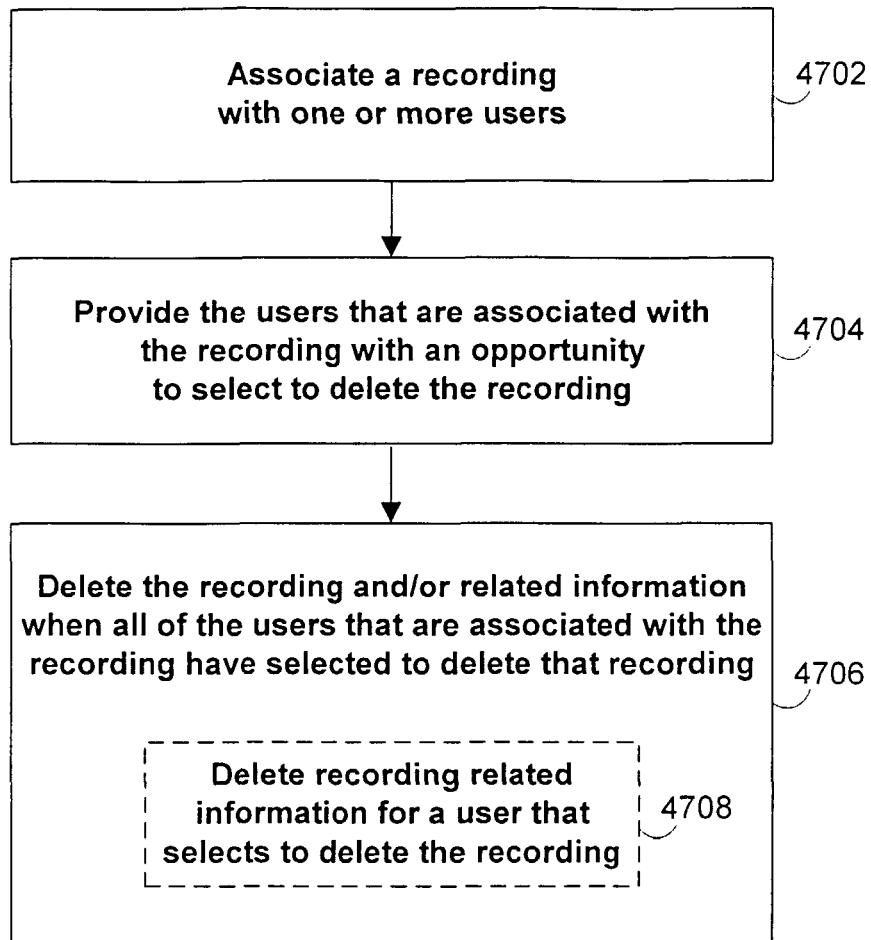 Associate a recording
with one or more users
4702
Provide the users that are associated with
the recording with an opportunity
to select to delete the recording
4704
Delete the recording and/or related information
when all of the users that are associated with the
recording have selected to delete that recording
4706
Delete recording related
information for a user that
selects to delete the recording
4708